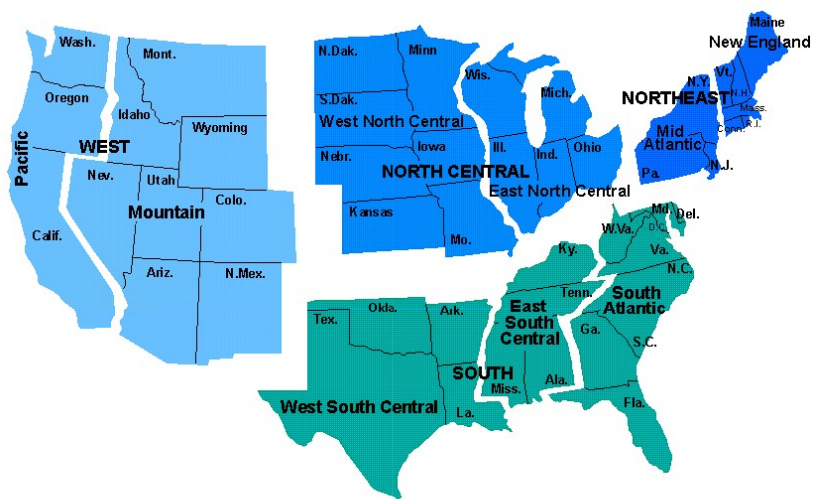 Wash.
Mont.
Oregon
Idaho
Wyoming
Pacific
WEST
Nev.
Utah
Colo.
Mountain
Calif.
Ariz.
N.Mex.
N.Dak.
Minn
Wis.
Mich.
S.Dak.
West North Central
Nebr.
Iowa
Ill.
Ind.
Ohio
NORTH CENTRAL
East North Central
Kansas
Mo.
Maine
New England
N.Y.
Vt.
N.H.
NORTHEAST
Mass.
Conn.
R.I.
Mid
Atlantic
Pa.
N.J.
Md.
Del.
W.Va.
D.C.
Va.
Ky.
N.C.
Tenn.
South
Atlantic
East
South
Central
Ga.
S.C.
Okla.
Ark.
Tex.
SOUTH
Miss.
Ala.
West South Central
La.
Fla.